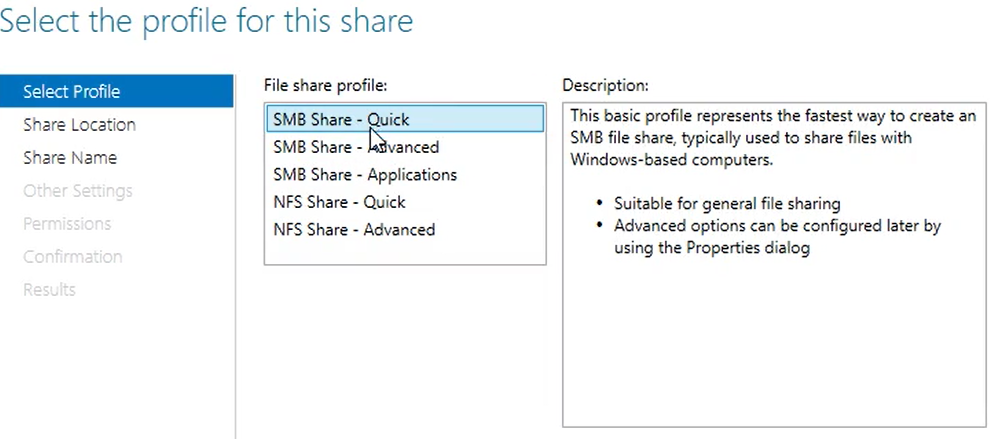 Select the profile for this share
Select Profile
Share Location
Share Name
Other Settings
Permissions
Confirmation
Results
File share profile:
SMB Share - Quick
SMB Share - Advanced
SMB Share - Applications
NFS Share - Quick
NFS Share - Advanced
Description:
This basic profile represents the fastest way to create an
SMB file share, typically used to share files with
Windows-based computers.
• Suitable for general file sharing
• Advanced options can be configured later by
using the Properties dialog